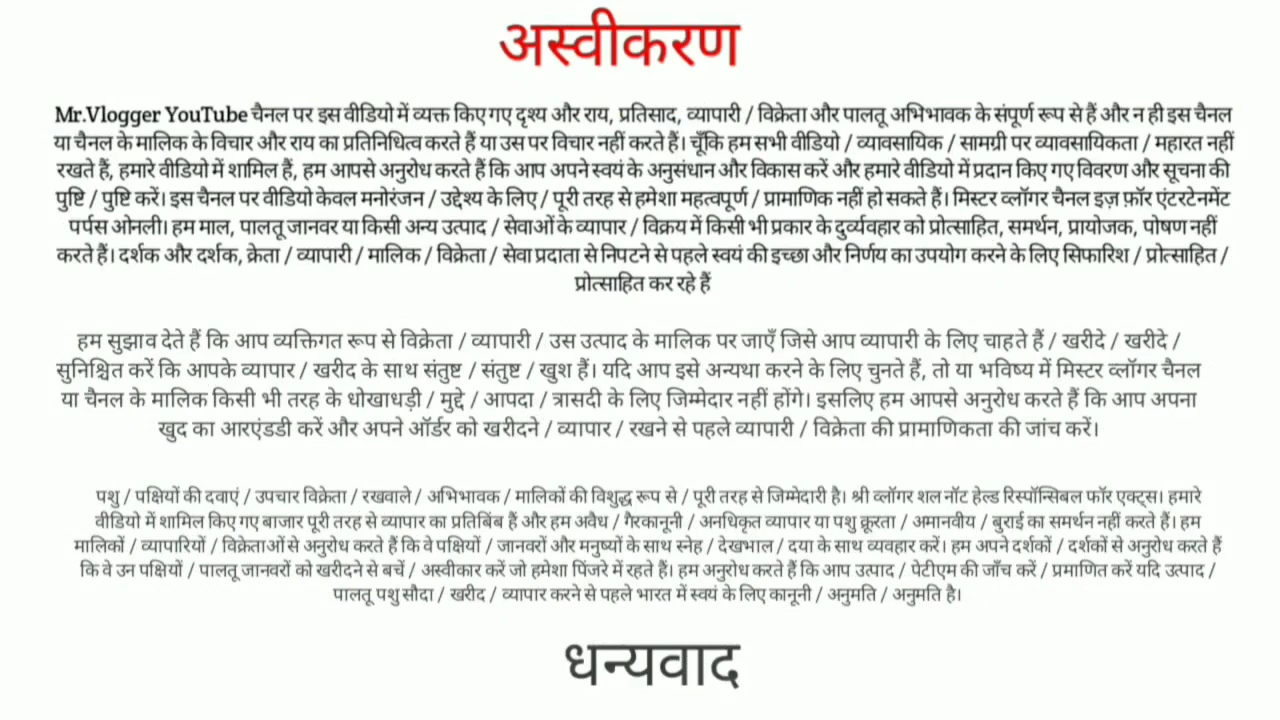 अस्वीकरण
Mr.Vlogger YouTube चैनल पर इस वीडियो में व्यक्त किए गए दृश्य और राय, प्रतिसाद, व्यापारी / विक्रेता और पालतू अभिभावक के संपूर्ण रूप से हैं और न ही इस चैनल
या चैनल के मालिक के विचार और राय का प्रतिनिधित्व करते हैं या उस पर विचार नहीं करते हैं। चूँकि हम सभी वीडियो / व्यावसायिक / सामग्री पर व्यावसायिकता / महारत नहीं
रखते हैं, हमारे वीडियो में शामिल हैं, हम आपसे अनुरोध करते हैं कि आप अपने स्वयं के अनुसंधान और विकास करें और हमारे वीडियो में प्रदान किए गए विवरण और सूचना की
पुष्टि / पुष्टि करें। इस चैनल पर वीडियो केवल मनोरंजन / उद्देश्य के लिए / पूरी तरह से हमेशा महत्वपूर्ण / प्रामाणिक नहीं हो सकते हैं। मिस्टर व्लॉगर चैनल इज़ फ़ॉर एंटरटेनमेंट
पर्पस ओनली। हम माल, पालतू जानवर या किसी अन्य उत्पाद / सेवाओं के व्यापार / विक्रय में किसी भी प्रकार के दुर्व्यवहार को प्रोत्साहित, समर्थन, प्रायोजक, पोषण नहीं
करते हैं। दर्शक और दर्शक, क्रेता / व्यापारी / मालिक / विक्रेता / सेवा प्रदाता से निपटने से पहले स्वयं की इच्छा और निर्णय का उपयोग करने के लिए सिफारिश / प्रोत्साहित /
प्रोत्साहित कर रहे हैं
हम सुझाव देते हैं कि आप व्यक्तिगत रूप से विक्रेता / व्यापारी / उस उत्पाद के मालिक पर जाएँ जिसे आप व्यापारी के लिए चाहते हैं / खरीदे / खरीदे /
सुनिश्चित करें कि आपके व्यापार / खरीद के साथ संतुष्ट / संतुष्ट / खुश हैं। यदि आप इसे अन्यथा करने के लिए चुनते हैं, तो या भविष्य में मिस्टर व्लॉगर चैनल
या चैनल के मालिक किसी भी तरह के धोखाधड़ी / मुद्दे / आपदा / त्रासदी के लिए जिम्मेदार नहीं होंगे। इसलिए हम आपसे अनुरोध करते हैं कि आप अपना
खुद का आरएंडडी करें और अपने ऑर्डर को खरीदने / व्यापार / रखने से पहले व्यापारी / विक्रेता की प्रामाणिकता की जांच करें।
पशु / पक्षियों की दवाएं / उपचार विक्रेता / रखवाले / अभिभावक / मालिकों की विशुद्ध रूप से / पूरी तरह से जिम्मेदारी है। श्री व्लॉगर शल नॉट हेल्ड रिस्पॉन्सिबल फॉर एक्ट्स। हमारे
वीडियो में शामिल किए गए बाजार पूरी तरह से व्यापार का प्रतिबिंब हैं और हम अवैध / गैरकानूनी / अनधिकृत व्यापार या पशु क्रूरता / अमानवीय / बुराई का समर्थन नहीं करते हैं। हम
मालिकों / व्यापारियों / विक्रेताओं से अनुरोध करते हैं कि वे पक्षियों / जानवरों और मनुष्यों के साथ स्नेह / देखभाल / दया के साथ व्यवहार करें। हम अपने दर्शकों / दर्शकों से अनुरोध करते हैं
कि वे उन पक्षियों / पालतू जानवरों को खरीदने से बचें / अस्वीकार करें जो हमेशा पिंजरे में रहते हैं। हम अनुरोध करते हैं कि आप उत्पाद / पेटीएम की जाँच करें / प्रमाणित करें यदि उत्पाद /
पालतू पशु सौदा / खरीद / व्यापार करने से पहले भारत में स्वयं के लिए कानूनी / अनुमति / अनुमति है।
धन्यवाद